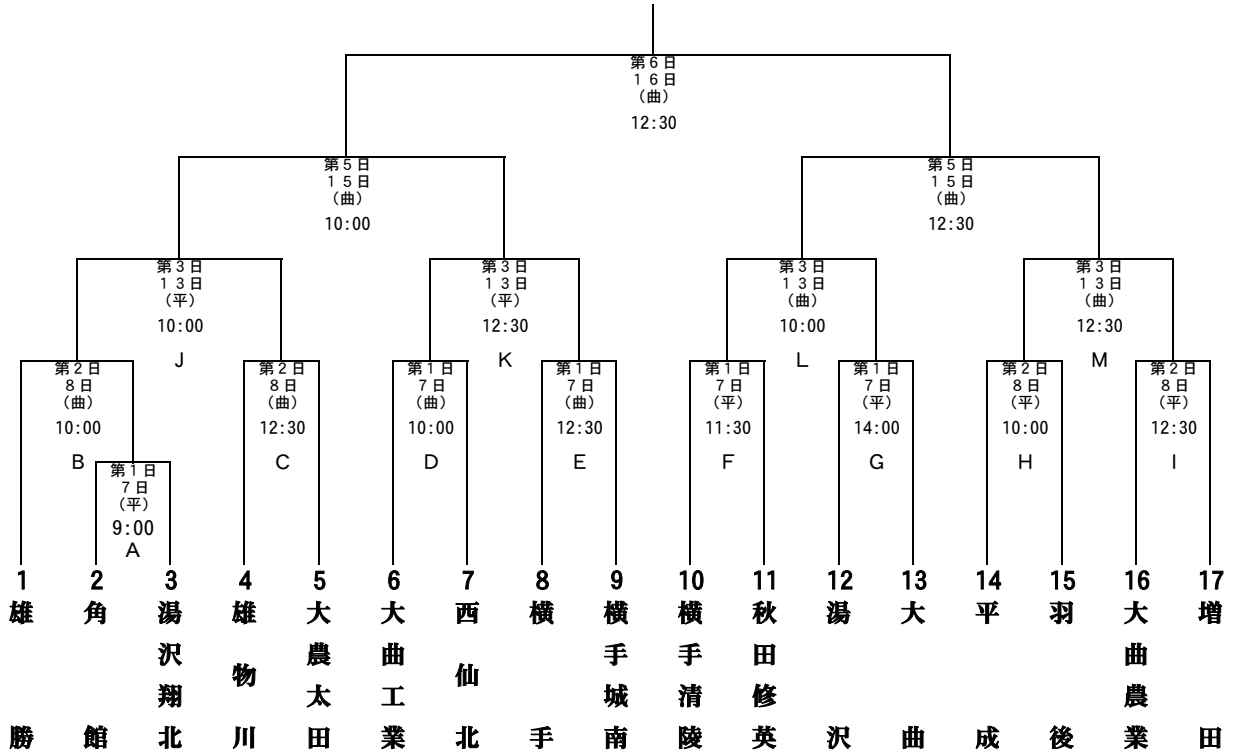 第６日
１６日
（曲）
12:30
第５日
１５日
（曲）
10:00
第５日
１５日
（曲）
12:30
第３日
１３日
（平）
10:00
J
第３日
１３日
（平）
12:30
K
第３日
１３日
（曲）
10:00
L
第３日
１３日
（曲）
12:30
M
第２日
８日
（曲）
10:00
B
第２日
８日
（曲）
12:30
C
第１日
７日
（曲）
10:00
D
第１日
７日
（曲）
12:30
E
第１日
７日
（平）
11:30
F
第１日
７日
（平）
14:00
G
第２日
８日
（平）
10:00
H
第２日
８日
（平）
12:30
I
第１日
７日
（平）
9:00
A
1
雄勝
2
角館
3
湯沢翔北
4
雄物川
5
大農太田
6
大曲工業
7
西仙北
8
横手
9
横手城南
10
横手清陵
11
秋田修英
12
湯沢
13
大曲
14
平成
15
羽後
16
大曲農業
17
増田